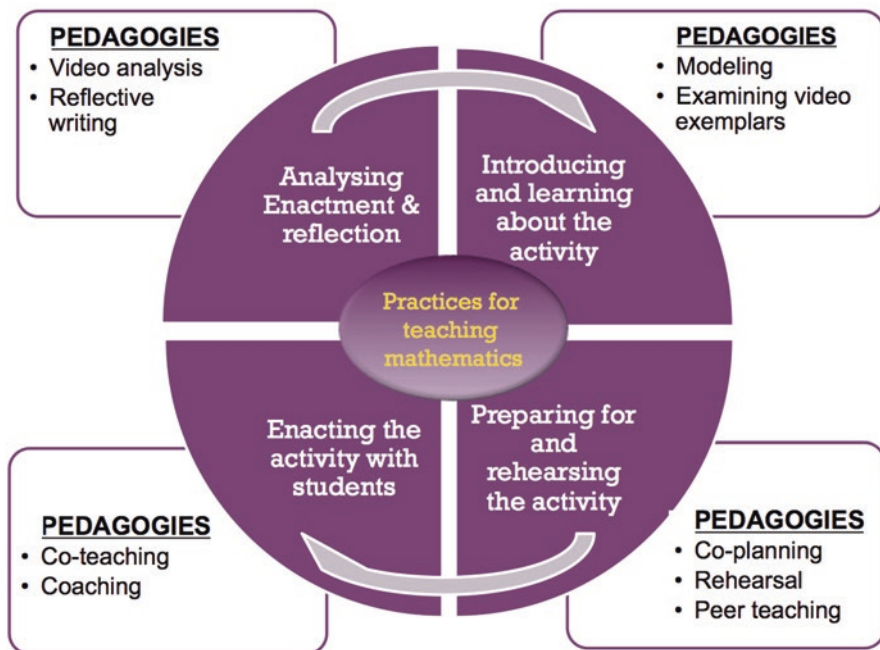 PEDAGOGIES
• Video analysis
• Reflective
writing
PEDAGOGIES
• Modeling
• Examining video
exemplars
Analysing
Enactment &
reflection
Introducing
and learning
about the
activity
Practices for
teaching
mathematics
Enacting the
activity with
students
Preparing for
and
rehearsing
the activity
PEDAGOGIES
• Co-teaching
• Coaching
PEDAGOGIES
• Co-planning
• Rehearsal
• Peer teaching